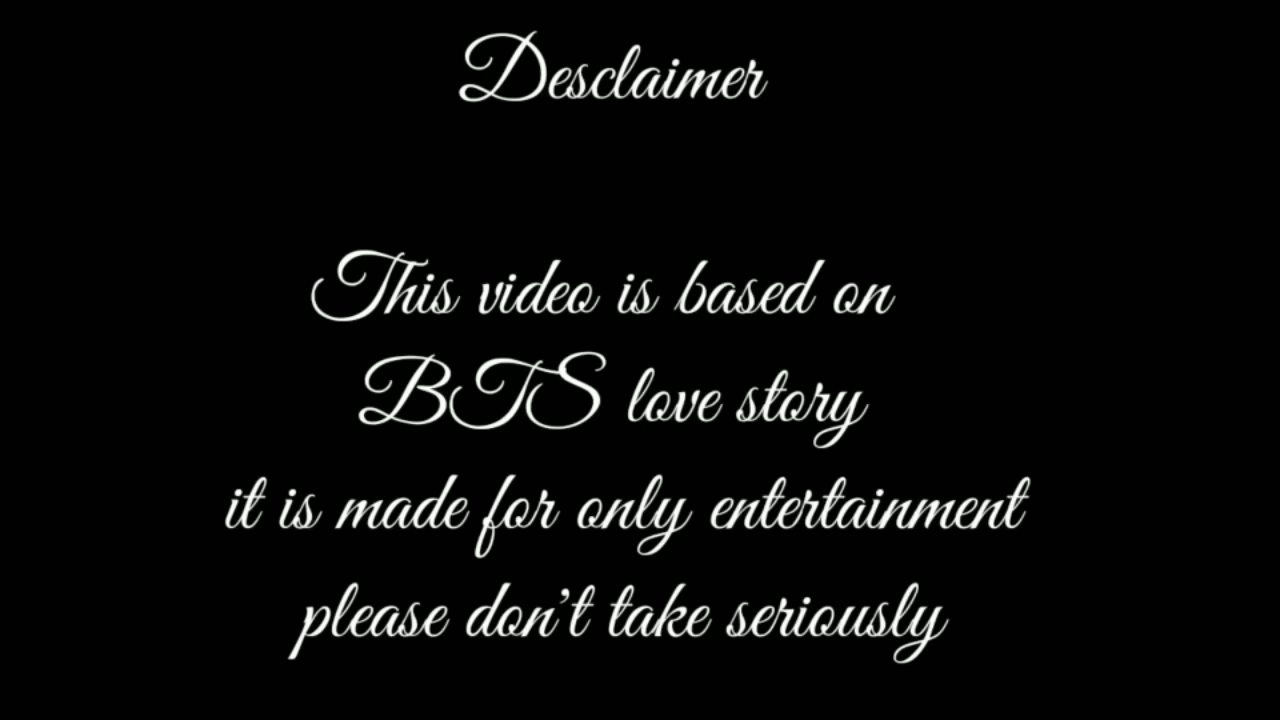 Desclaimer
This video is based on
BTS love story
it is made for only entertainment
please don't take seriously